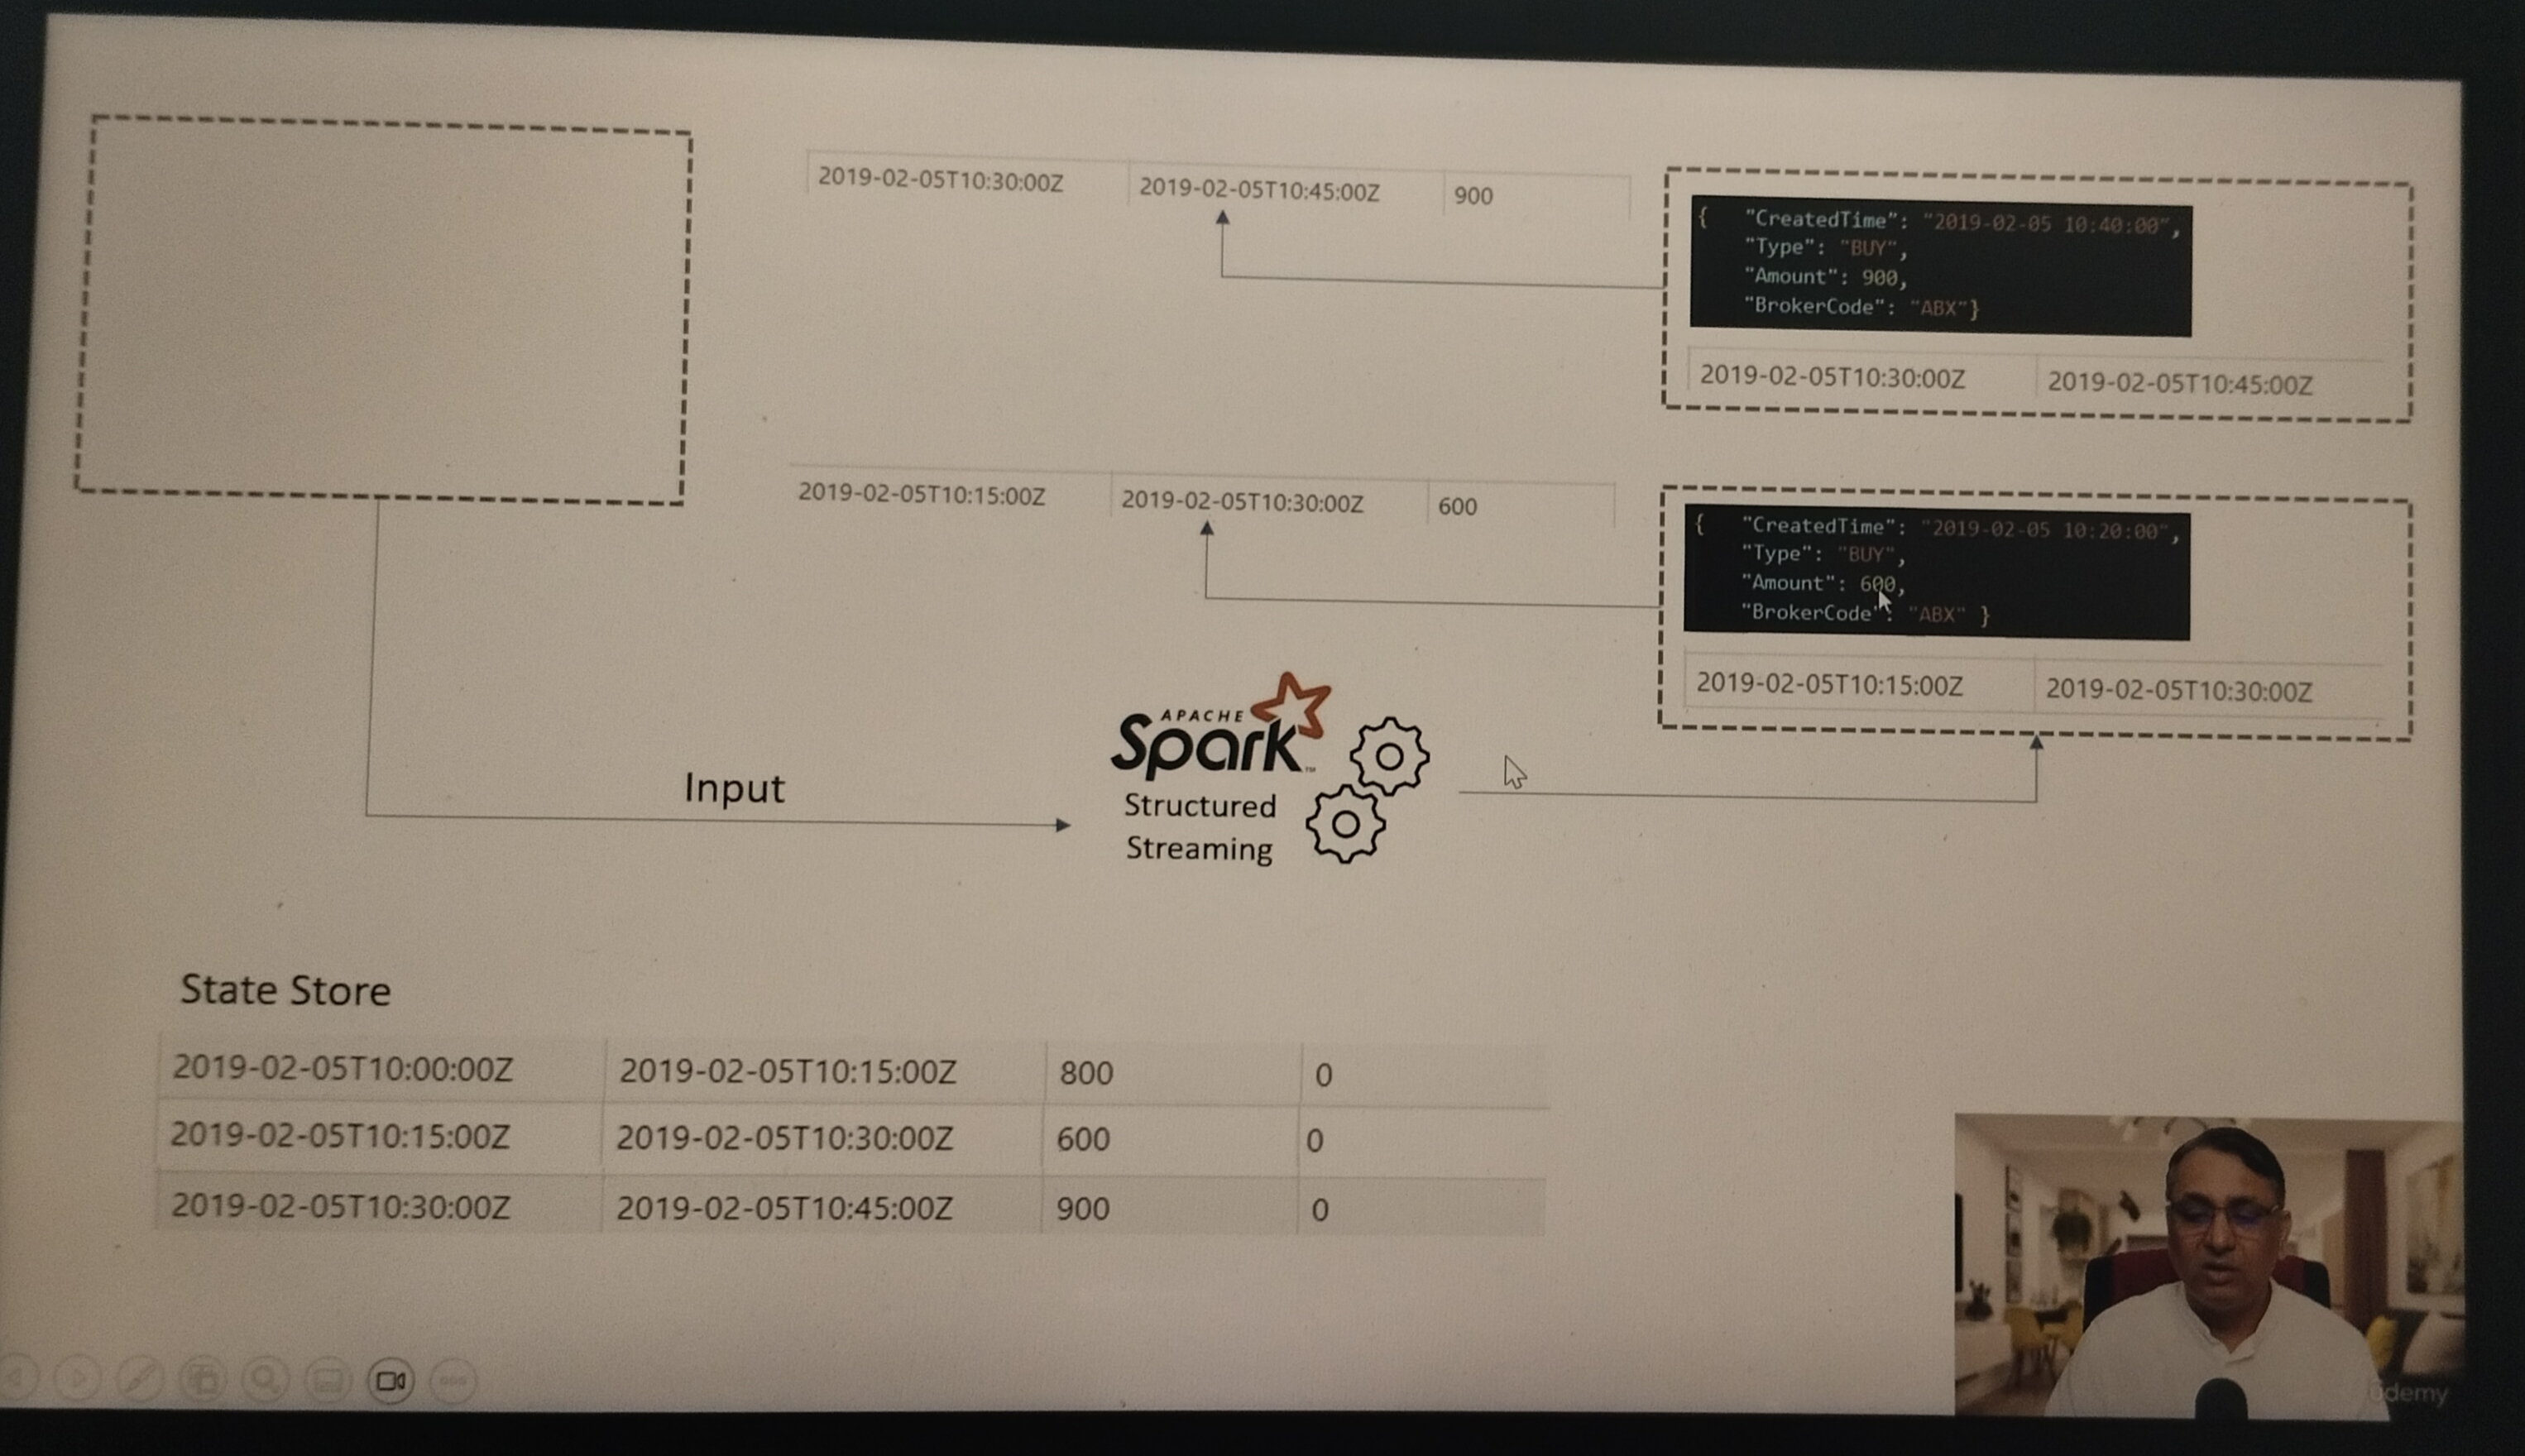 2019-02-05T10:30:00Z 2019-02-05T10:45:00Z 900
{ "CreatedTime": "2019-02-05 10:40:00",
"Type": "BUY",
"Amount": 900,
"BrokerCode": "ABX"}
2019-02-05T10:30:00Z 2019-02-05T10:45:00Z
2019-02-05T10:15:00Z 2019-02-05T10:30:00Z 600
{ "CreatedTime": "2019-02-05 10:20:00",
"Type": "BUY",
"Amount": 600,
"BrokerCode": "ABX" }
2019-02-05T10:15:00Z 2019-02-05T10:30:00Z
Input
APACHE
Spark™
Structured
Streaming
State Store
2019-02-05T10:00:00Z 2019-02-05T10:15:00Z 800 0
2019-02-05T10:15:00Z 2019-02-05T10:30:00Z 600 0
2019-02-05T10:30:00Z 2019-02-05T10:45:00Z 900 0
udemy